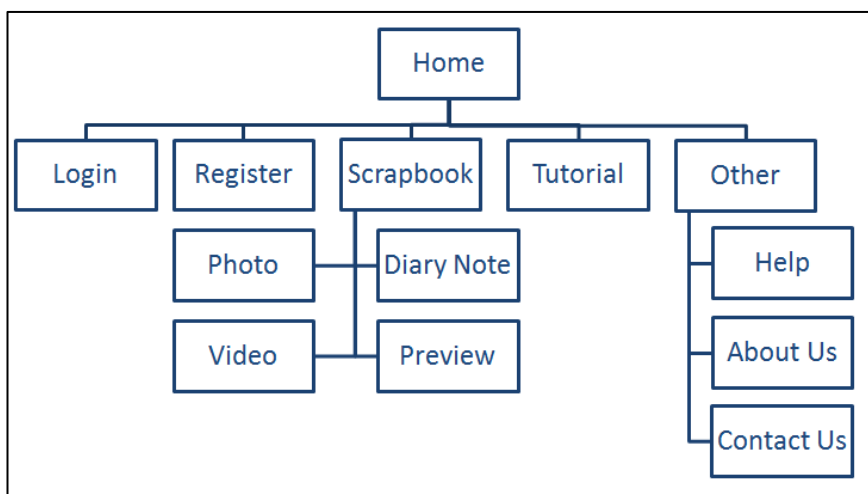 Home
Login
Register
Scrapbook
Tutorial
Other
Photo
Diary Note
Help
Video
Preview
About Us
Contact Us